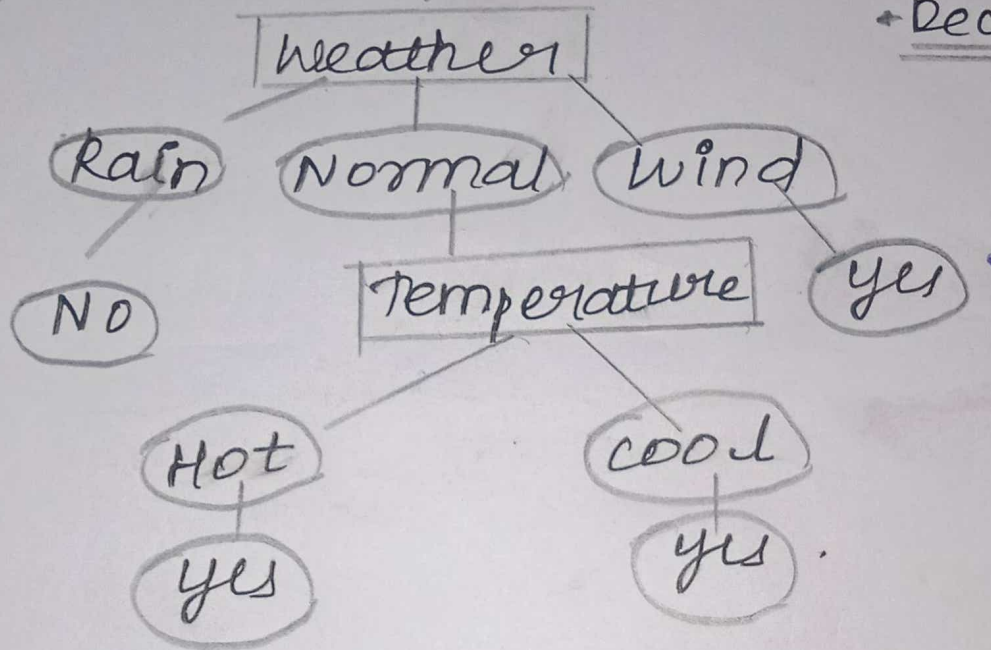 Weather
Rain Normal Wind
No Temperature Yes
Hot Cool
Yes Yes